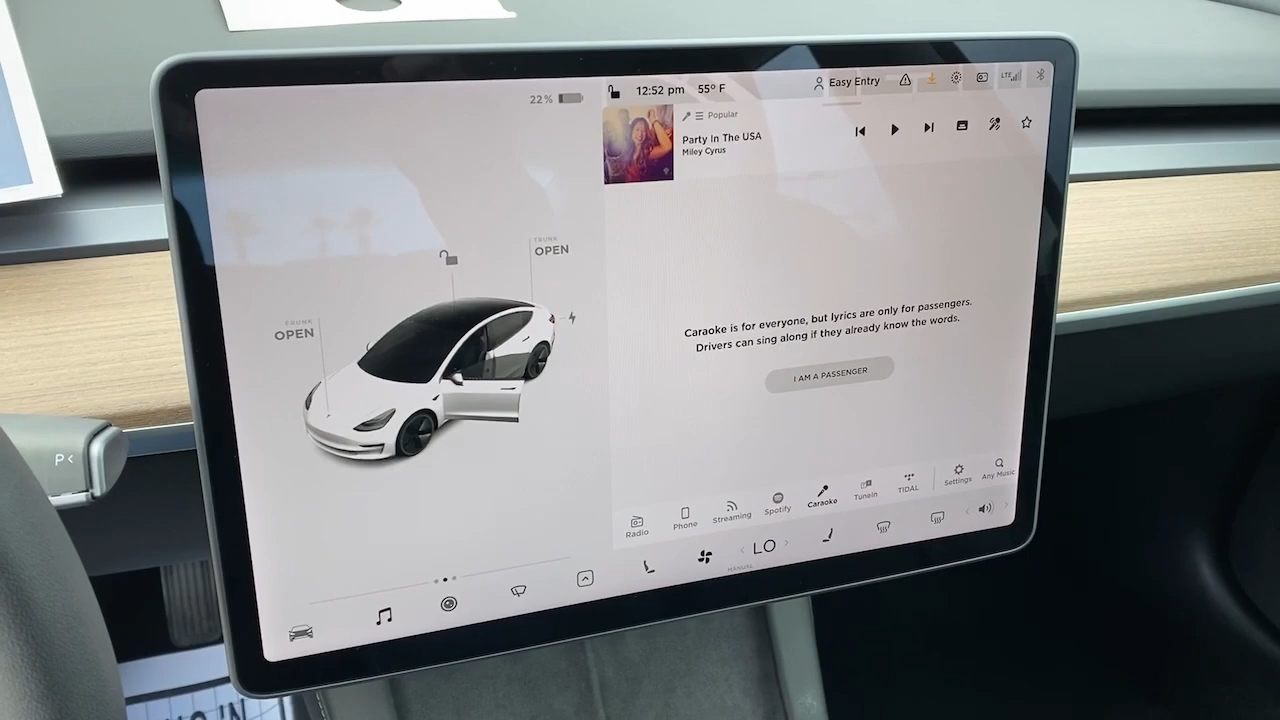 22%
12:52 pm 55° F
Easy Entry
LTE
Popular
Party In The USA
Miley Cyrus
TRUNK
OPEN
FRUNK
OPEN
Caraoke is for everyone, but lyrics are only for passengers.
Drivers can sing along if they already know the words.
I AM A PASSENGER
Radio
Phone
Streaming
Spotify
Caraoke
TuneIn
TIDAL
Settings
Any Music
< LO >
MANUAL
P<